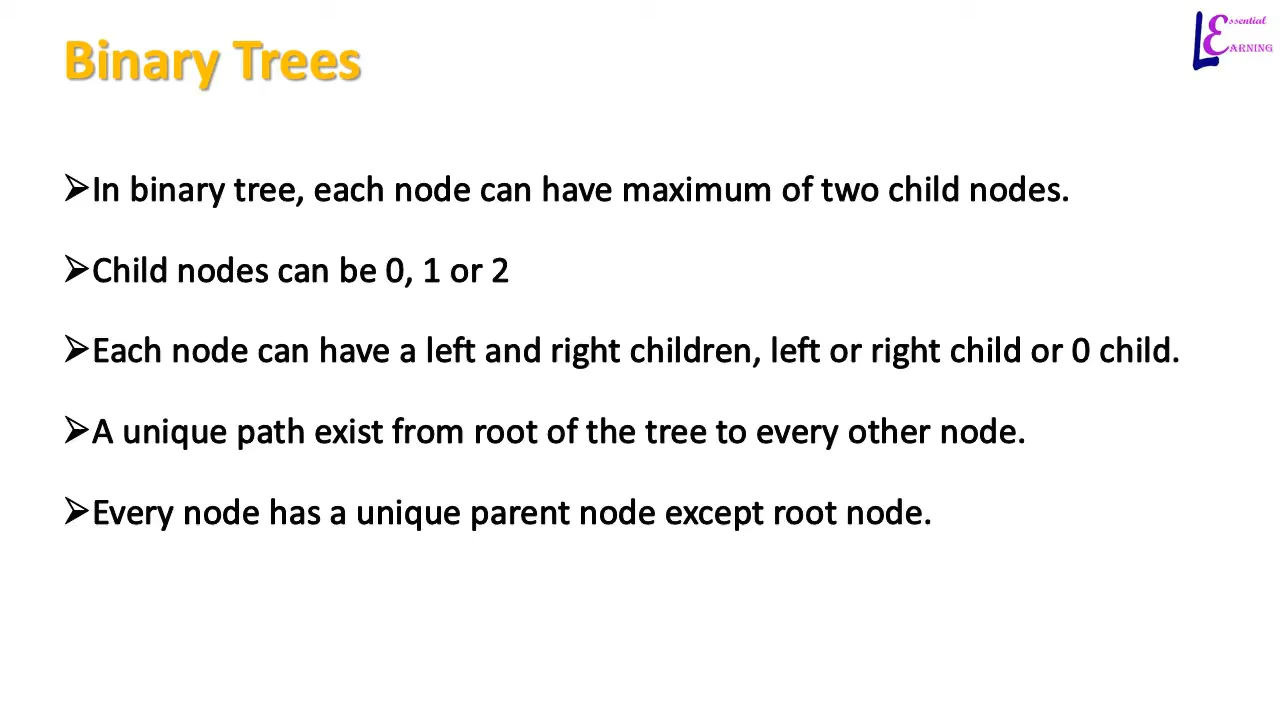 Binary Trees
Essential
LEARNING
➢In binary tree, each node can have maximum of two child nodes.
➢Child nodes can be 0, 1 or 2
➢Each node can have a left and right children, left or right child or 0 child.
➢A unique path exist from root of the tree to every other node.
➢Every node has a unique parent node except root node.